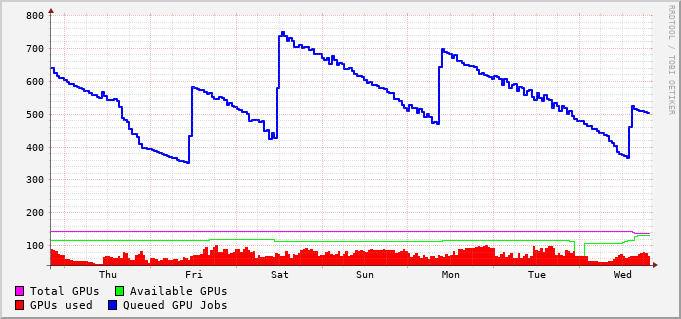 800
700
600
500
400
300
200
100
Thu Fri Sat Sun Mon Tue Wed
Total GPUs Available GPUs
GPUs used Queued GPU Jobs
RRDTOOL / TOBI OETIKER